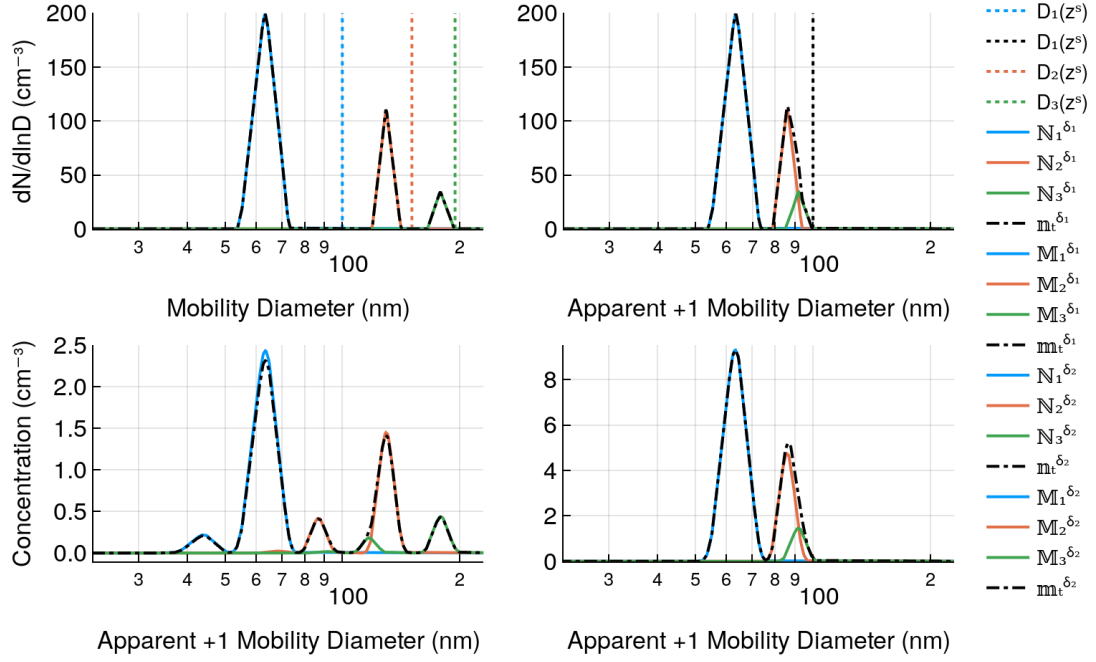 200
150
100
50
0
dN/dlnD (cm⁻³)
3 4 5 6 7 8 9 2
100
Mobility Diameter (nm)
200
150
100
50
0
3 4 5 6 7 8 9 2
100
Apparent +1 Mobility Diameter (nm)
2.5
2.0
1.5
1.0
0.5
0.0
Concentration (cm⁻³)
3 4 5 6 7 8 9 2
100
Apparent +1 Mobility Diameter (nm)
8
6
4
2
0
3 4 5 6 7 8 9 2
100
Apparent +1 Mobility Diameter (nm)
D₁(zˢ)
D₁(zˢ)
D₂(zˢ)
D₃(zˢ)
ℕ₁^δ₁
ℕ₂^δ₁
ℕ₃^δ₁
𝕟ₜ^δ₁
𝕄₁^δ₁
𝕄₂^δ₁
𝕄₃^δ₁
𝕞ₜ^δ₁
ℕ₁^δ₂
ℕ₂^δ₂
ℕ₃^δ₂
𝕟ₜ^δ₂
𝕄₁^δ₂
𝕄₂^δ₂
𝕄₃^δ₂
𝕞ₜ^δ₂